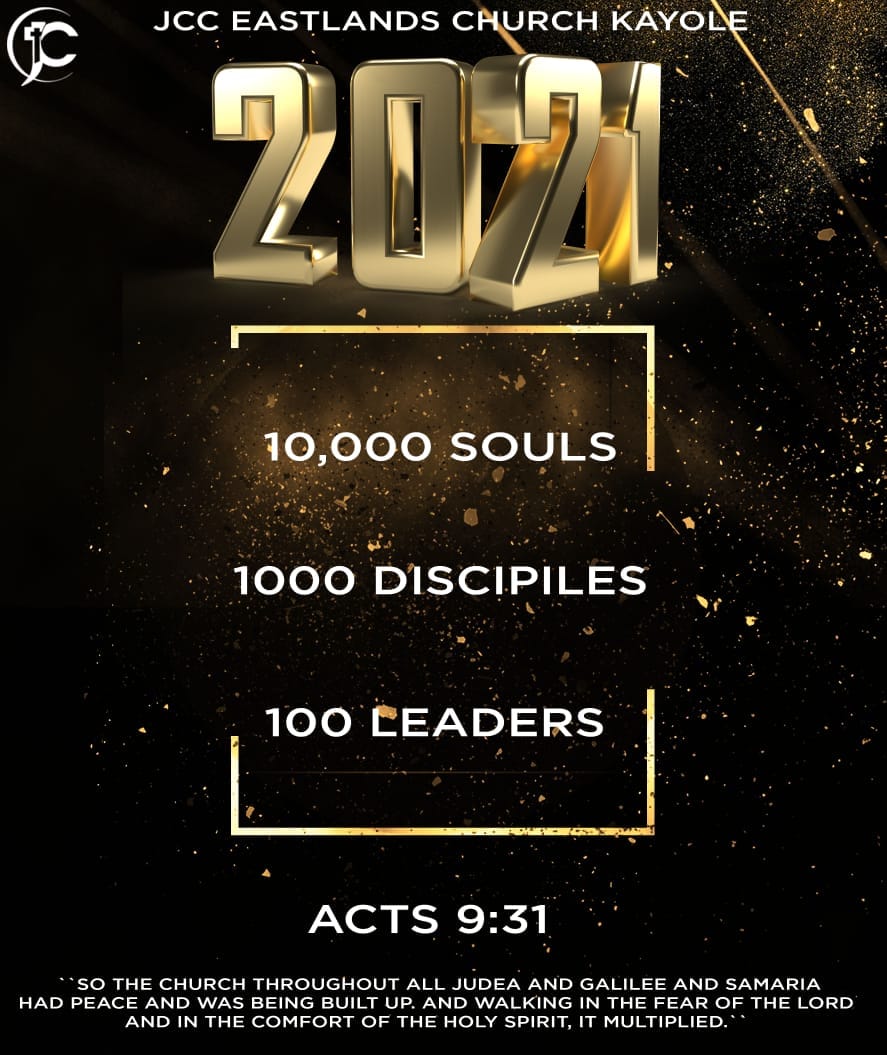 JCC EASTLANDS CHURCH KAYOLE
jC
2021
10,000 SOULS
1000 DISCIPILES
100 LEADERS
ACTS 9:31
``SO THE CHURCH THROUGHOUT ALL JUDEA AND GALILEE AND SAMARIA
HAD PEACE AND WAS BEING BUILT UP. AND WALKING IN THE FEAR OF THE LORD
AND IN THE COMFORT OF THE HOLY SPIRIT, IT MULTIPLIED.``